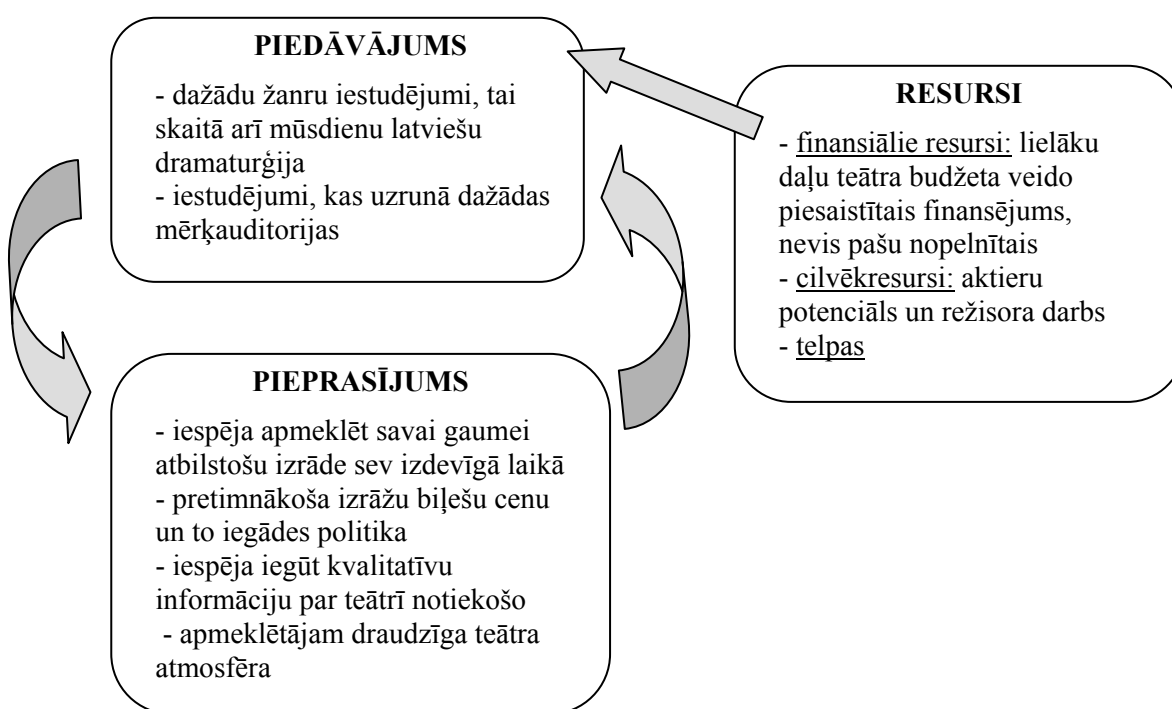 PIEDĀVĀJUMS
- dažādu žanru iestudējumi, tai
skaitā arī mūsdienu latviešu
dramaturģija
- iestudējumi, kas uzrunā dažādas
mērķauditorijas
RESURSI
- finansiālie resursi: lielāku
daļu teātra budžeta veido
piesaistītais finansējums,
nevis pašu nopelnītais
- cilvēkresursi: aktieru
potenciāls un režisora darbs
- telpas
PIEPRASĪJUMS
- iespēja apmeklēt savai gaumei
atbilstošu izrāde sev izdevīgā laikā
- pretimnākoša izrāžu biļešu cenu
un to iegādes politika
- iespēja iegūt kvalitatīvu
informāciju par teātrī notiekošo
- apmeklētājam draudzīga teātra
atmosfēra